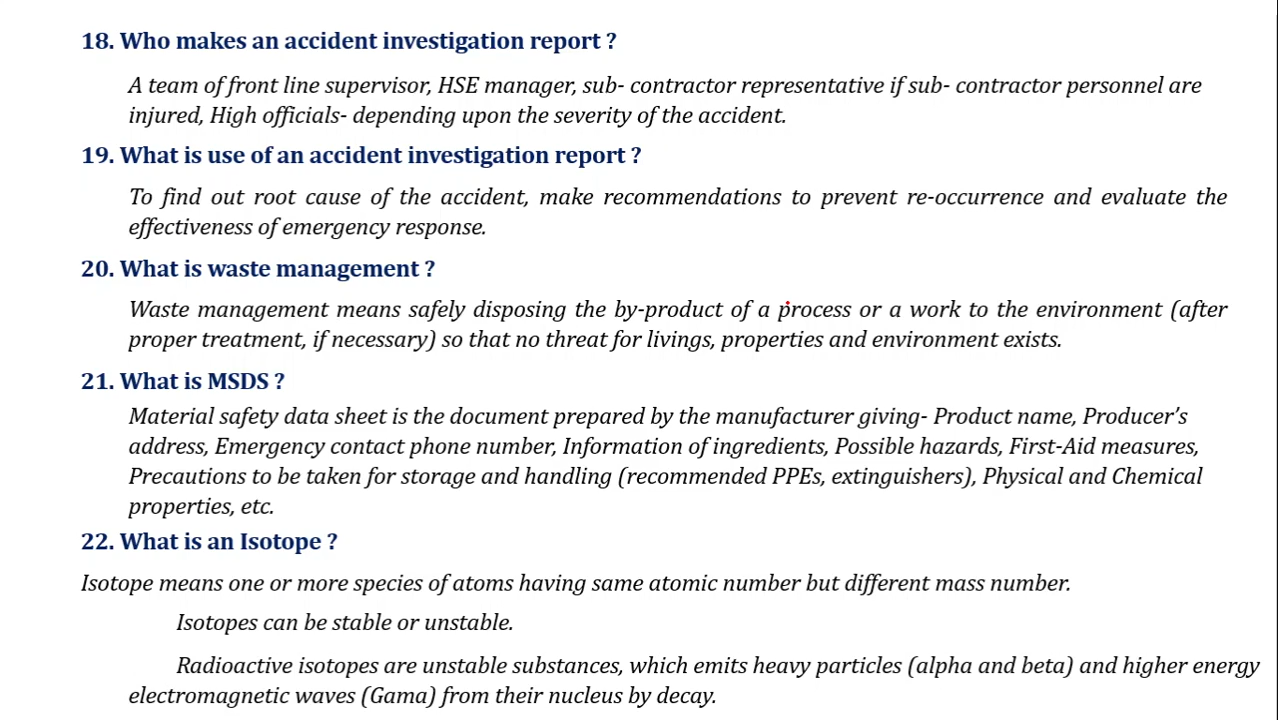 18. Who makes an accident investigation report ?
A team of front line supervisor, HSE manager, sub- contractor representative if sub- contractor personnel are
injured, High officials- depending upon the severity of the accident.
19. What is use of an accident investigation report ?
To find out root cause of the accident, make recommendations to prevent re-occurrence and evaluate the
effectiveness of emergency response.
20. What is waste management ?
Waste management means safely disposing the by-product of a process or a work to the environment (after
proper treatment, if necessary) so that no threat for livings, properties and environment exists.
21. What is MSDS ?
Material safety data sheet is the document prepared by the manufacturer giving- Product name, Producer’s
address, Emergency contact phone number, Information of ingredients, Possible hazards, First-Aid measures,
Precautions to be taken for storage and handling (recommended PPEs, extinguishers), Physical and Chemical
properties, etc.
22. What is an Isotope ?
Isotope means one or more species of atoms having same atomic number but different mass number.
Isotopes can be stable or unstable.
Radioactive isotopes are unstable substances, which emits heavy particles (alpha and beta) and higher energy
electromagnetic waves (Gama) from their nucleus by decay.